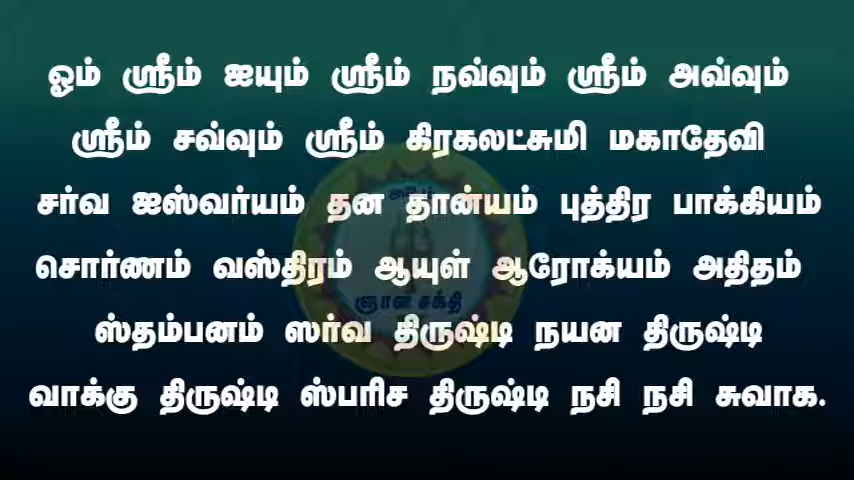 ஓம் ஸ்ரீம் ஐயும் ஸ்ரீம் நவ்வும் ஸ்ரீம் அவ்வும்
ஸ்ரீம் சவ்வும் ஸ்ரீம் கிரகலட்சுமி மகாதேவி
சர்வ ஐஸ்வர்யம் தன தான்யம் புத்திர பாக்கியம்
சொர்ணம் வஸ்திரம் ஆயுள் ஆரோக்யம் அதிதம்
ஸ்தம்பனம் ஸர்வ திருஷ்டி நயன திருஷ்டி
வாக்கு திருஷ்டி ஸ்பரிச திருஷ்டி நசி நசி சுவாக.
ஞான சக்தி